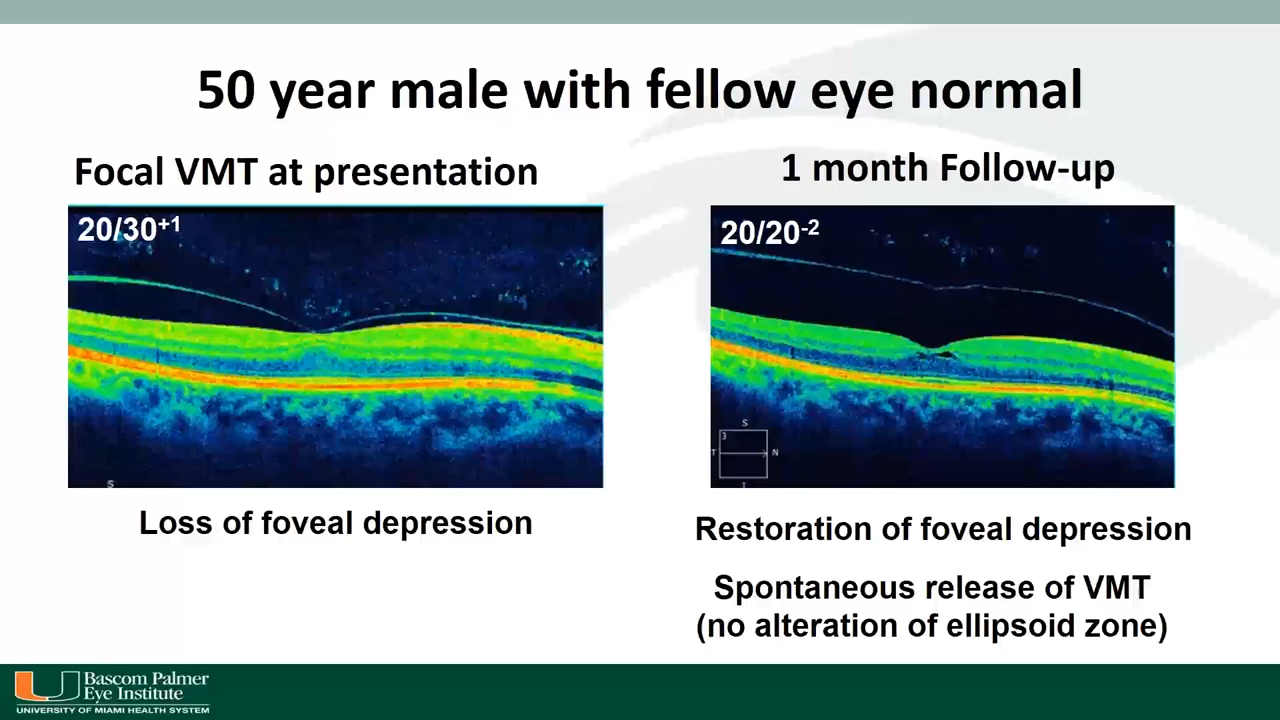 50 year male with fellow eye normal
Focal VMT at presentation
20/30+1
S
Loss of foveal depression
1 month Follow-up
20/20-2
S
3
T
N
I
Restoration of foveal depression
Spontaneous release of VMT
(no alteration of ellipsoid zone)
Bascom Palmer
Eye Institute
UNIVERSITY OF MIAMI HEALTH SYSTEM